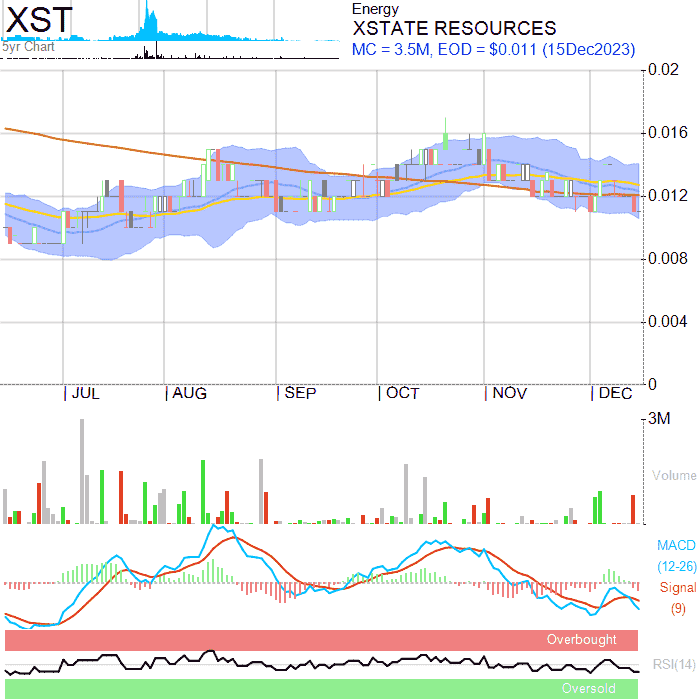 XST
5yr Chart
Energy
XSTATE RESOURCES
MC = 3.5M, EOD = $0.011 (15Dec2023)
0.02
0.016
0.012
0.008
0.004
0
JUL AUG SEP OCT NOV DEC
3M
Volume
MACD
(12-26)
Signal
(9)
Overbought
RSI(14)
Oversold